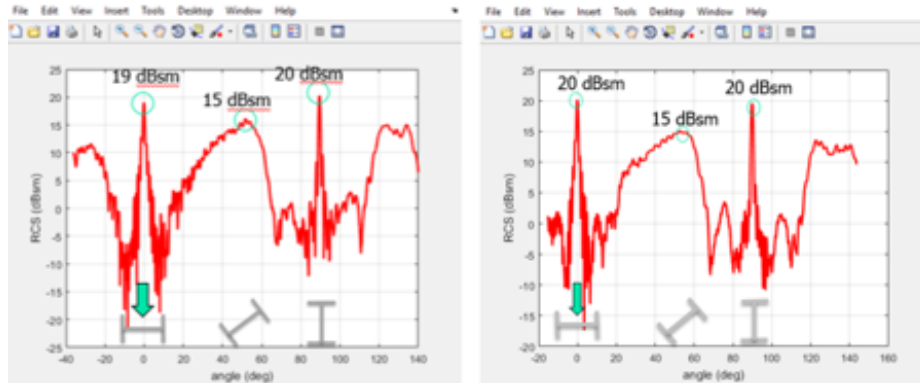 File Edit View Insert Tools Desktop Window Help
19 dBsm
15 dBsm
20 dBsm
RCS (dBsm)
25
20
15
10
5
0
-5
-10
-15
-20
-25
-40 -20 0 20 40 60 80 100 120 140
angle (deg)
File Edit View Insert Tools Desktop Window Help
20 dBsm
15 dBsm
20 dBsm
RCS (dBsm)
25
20
15
10
5
0
-5
-10
-15
-20
-20 0 20 40 60 80 100 120 140 160
angle (deg)